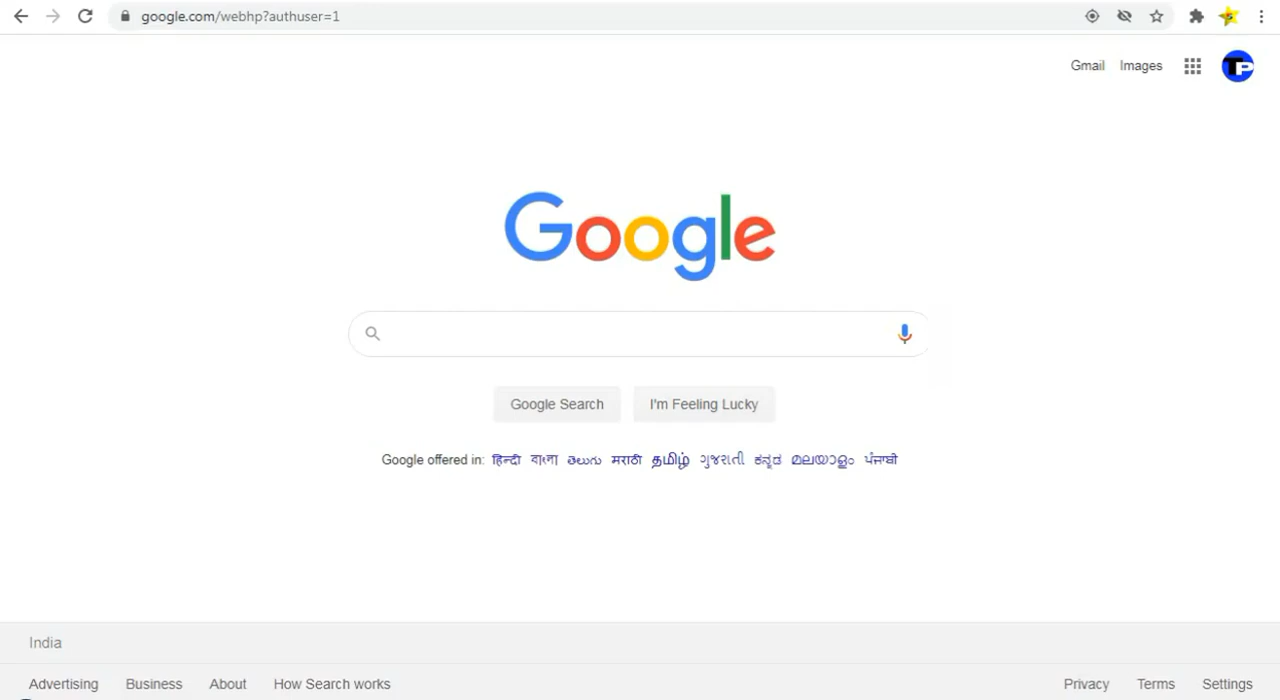 google.com/webhp?authuser=1
Gmail Images TP
Google
Google Search I'm Feeling Lucky
Google offered in: हिन्दी বাংলা తెలుగు मराठी தமிழ் ગુજરાતી ಕನ್ನಡ മലയാളം ਪੰਜਾਬੀ
India
Advertising Business About How Search works Privacy Terms Settings